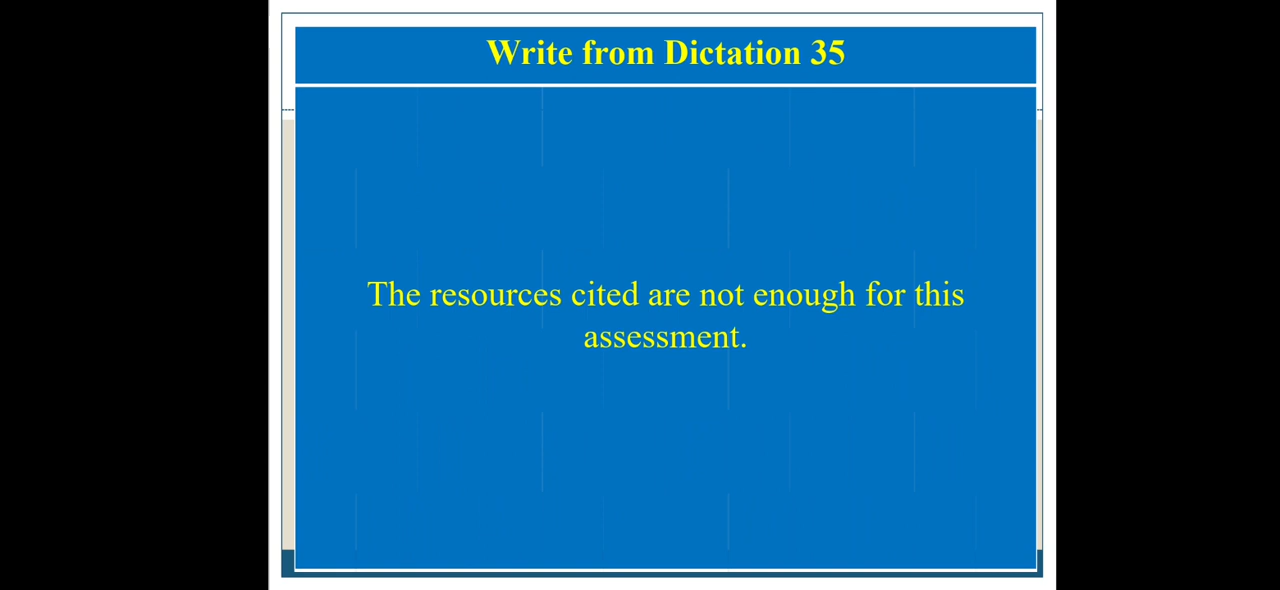 Write from Dictation 35
The resources cited are not enough for this
assessment.